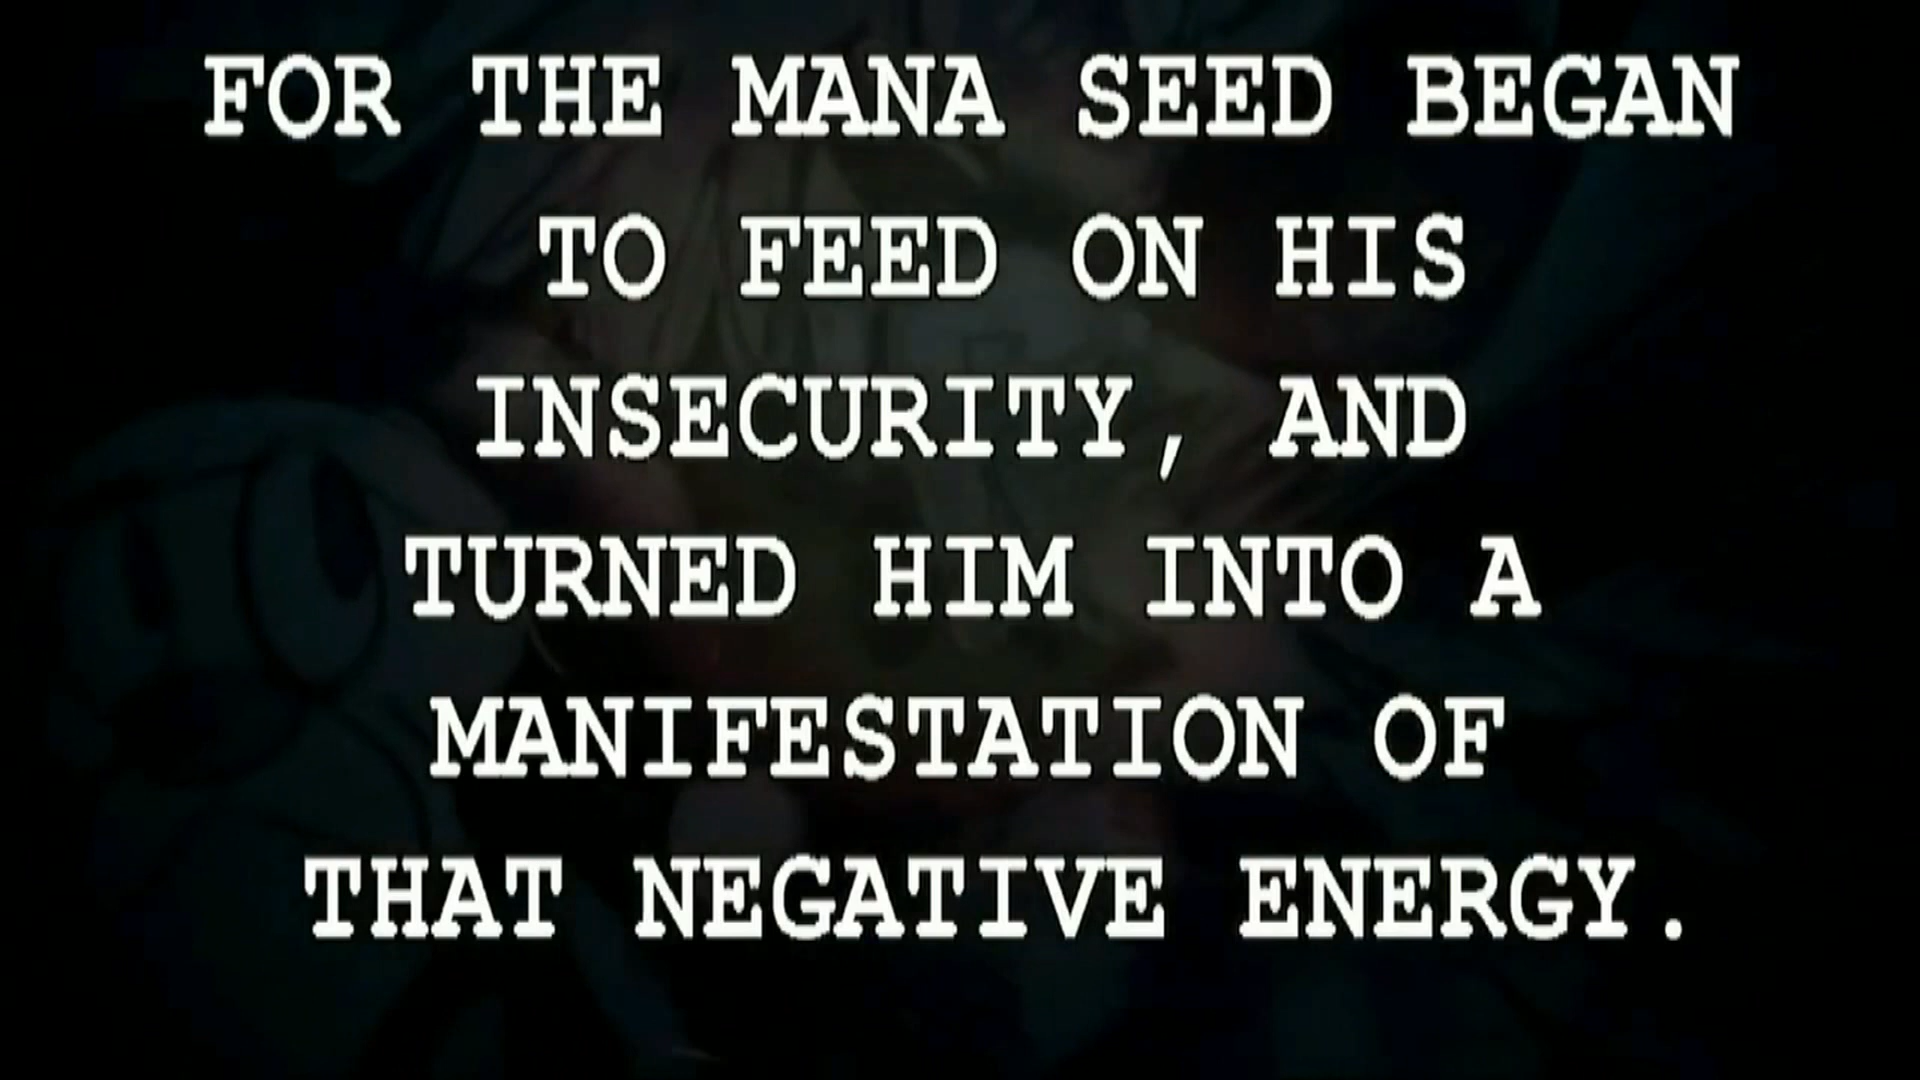 FOR THE MANA SEED BEGAN
TO FEED ON HIS
INSECURITY, AND
TURNED HIM INTO A
MANIFESTATION OF
THAT NEGATIVE ENERGY.